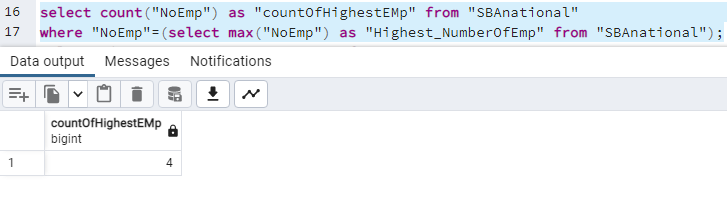 16 select count("NoEmp") as "countOfHighestEMp" from "SBAnational"
17 where "NoEmp"=(select max("NoEmp") as "Highest_NumberOfEmp" from "SBAnational");
Data output Messages Notifications
countOfHighestEMp
bigint
1 4